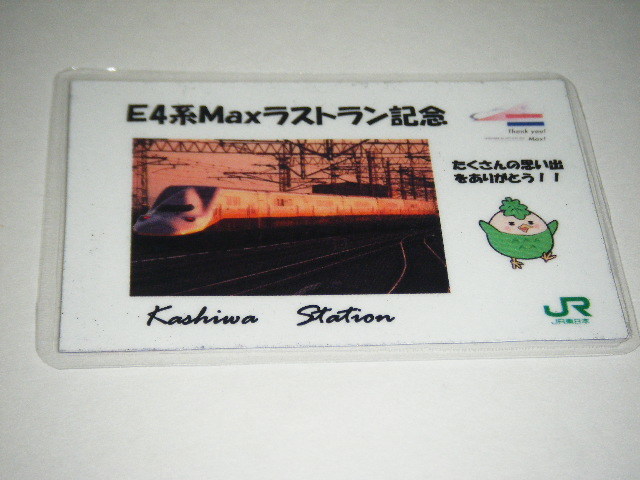 E4系Maxラストラン記念
Thank you!
Max!
たくさんの思い出
をありがとう！！
Kashiwa Station
JR
JR東日本